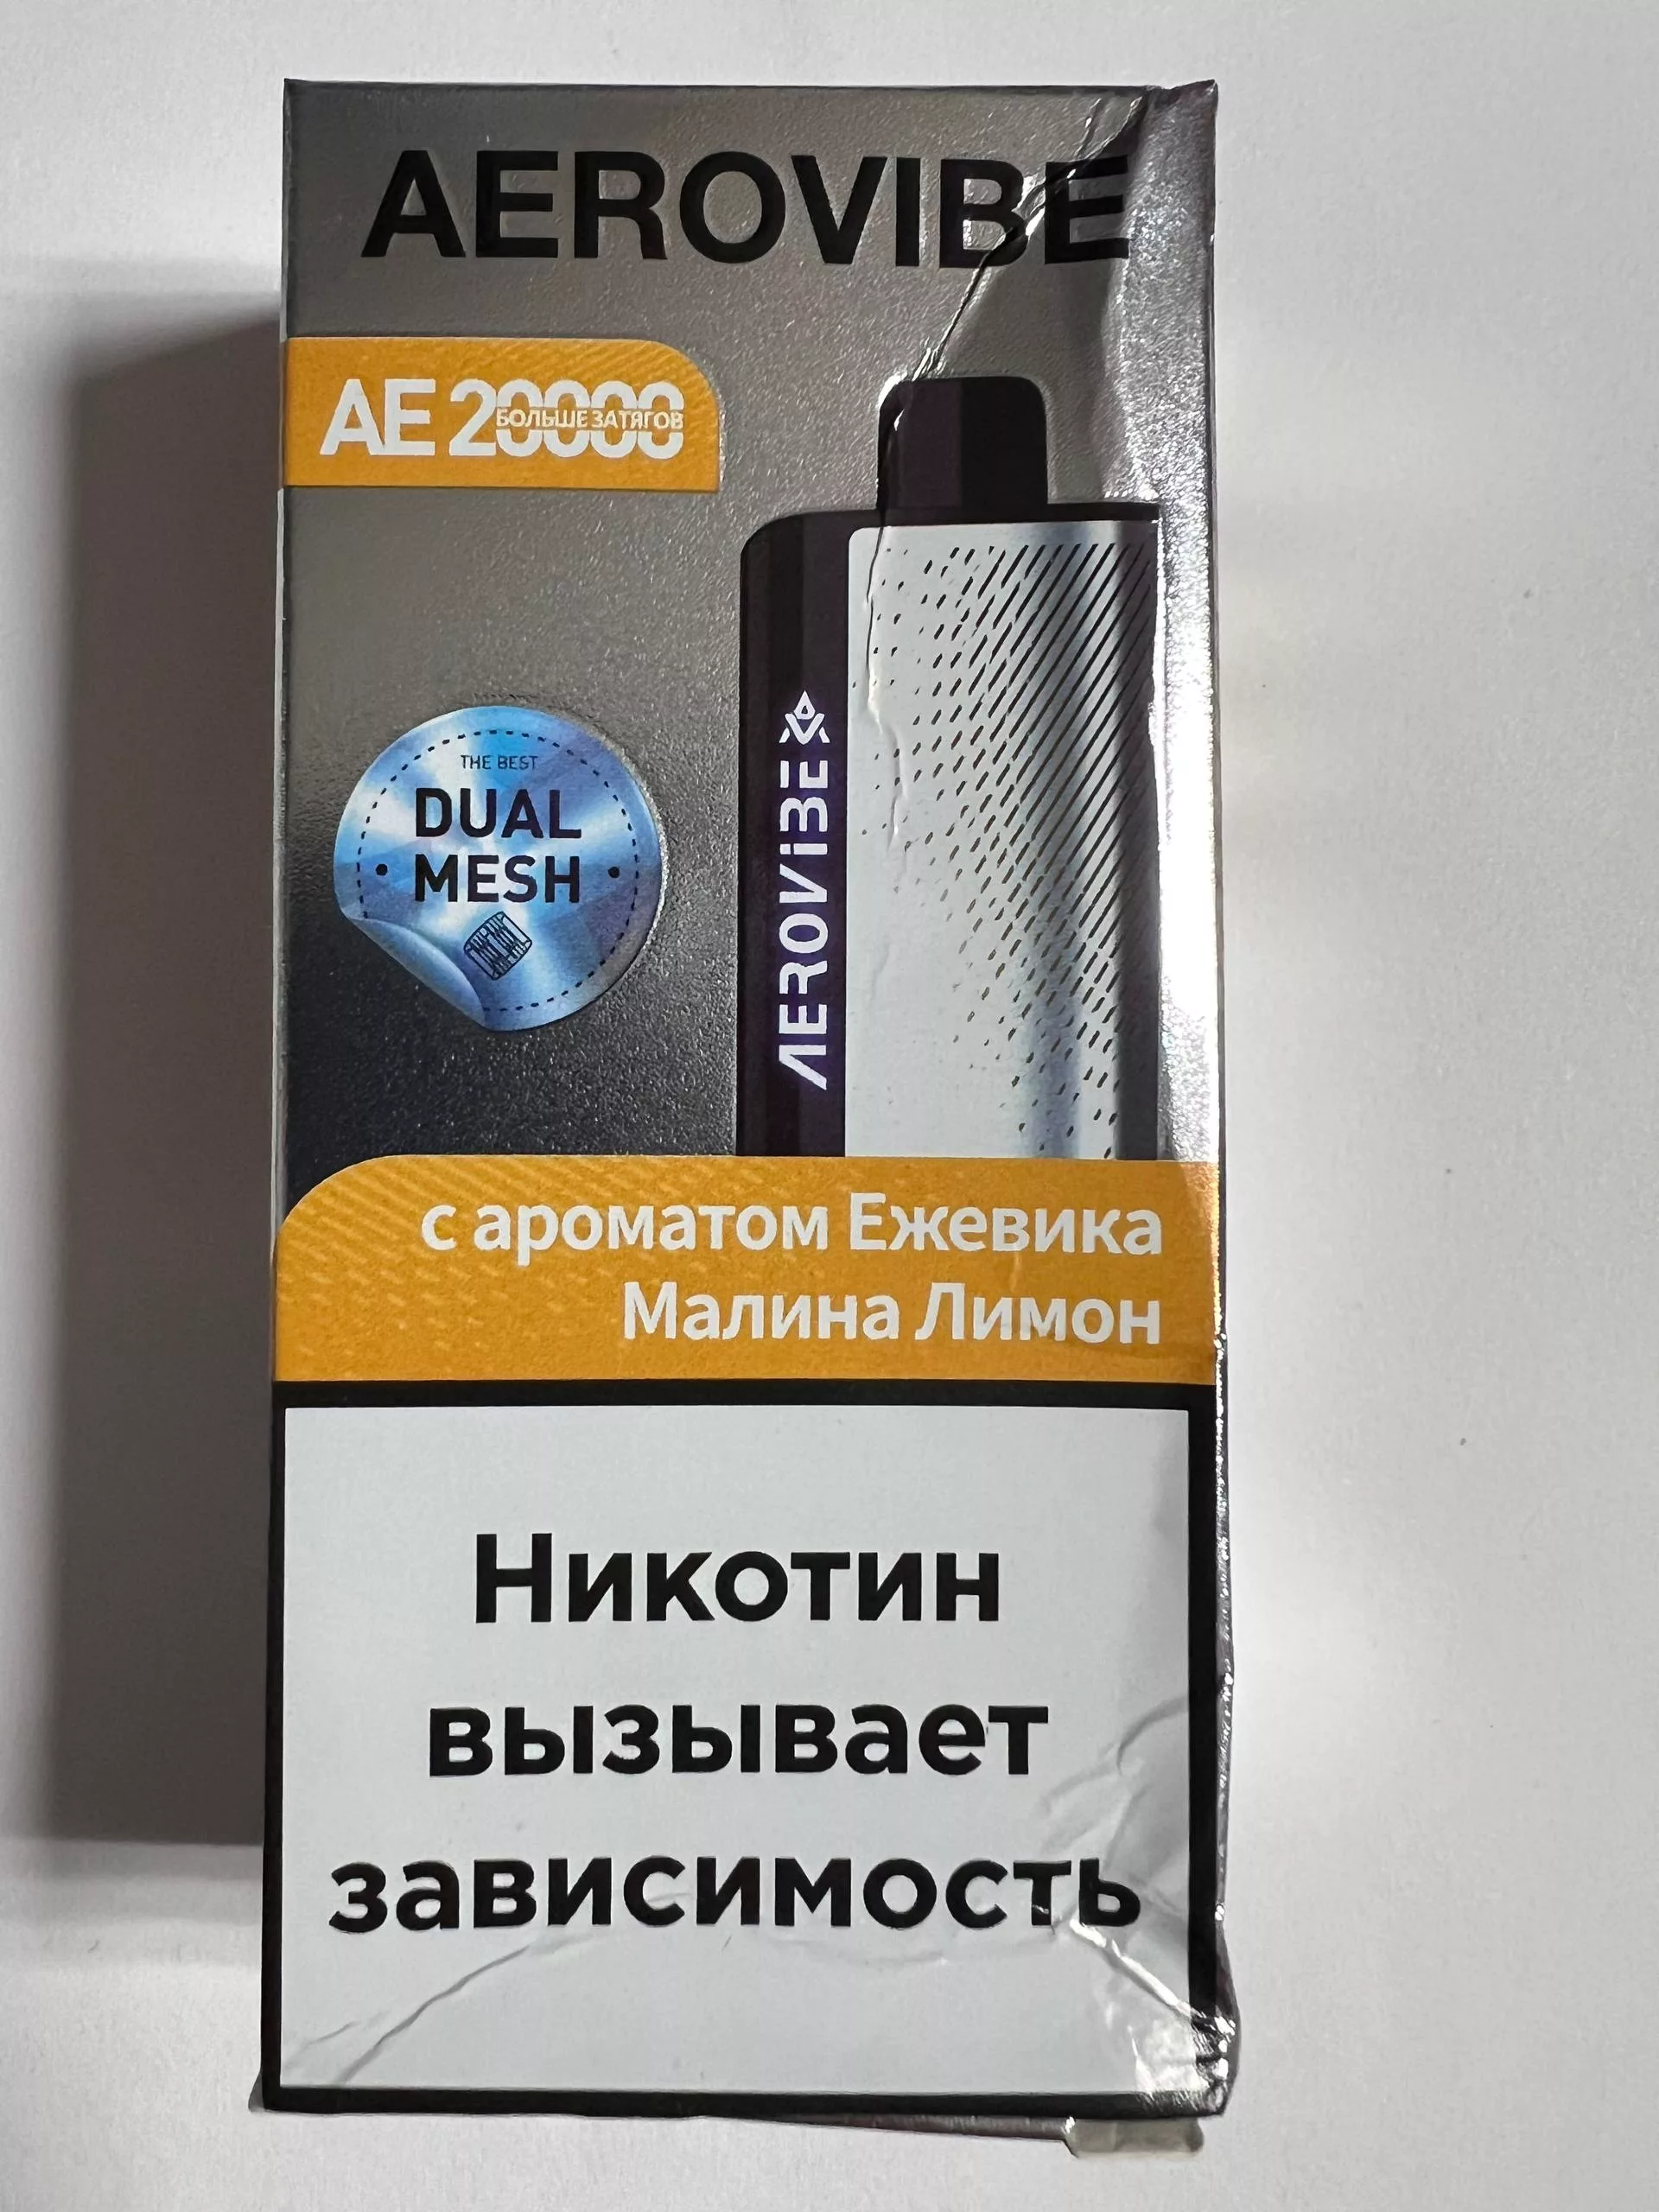 AEROVIBE
AE 20000
БОЛЬШЕ ЗАТЯГОВ
THE BEST
DUAL
MESH
AEROVIBE
с ароматом Ежевика
Малина Лимон
Никотин
вызывает
зависимость